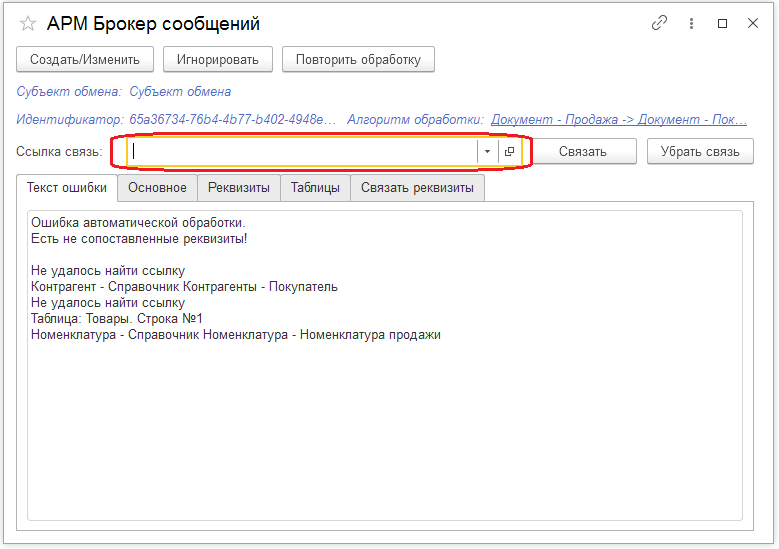 АРМ Брокер сообщений
Создать/Изменить Игнорировать Повторить обработку
Субъект обмена: Субъект обмена
Идентификатор: 65a36734-76b4-4b77-b402-4948e... Алгоритм обработки: Документ - Продажа -> Документ - Пок...
Ссылка связь: Связать Убрать связь
Текст ошибки Основное Реквизиты Таблицы Связать реквизиты
Ошибка автоматической обработки.
Есть не сопоставленные реквизиты!
Не удалось найти ссылку
Контрагент - Справочник Контрагенты - Покупатель
Не удалось найти ссылку
Таблица: Товары. Строка №1
Номенклатура - Справочник Номенклатура - Номенклатура продажи